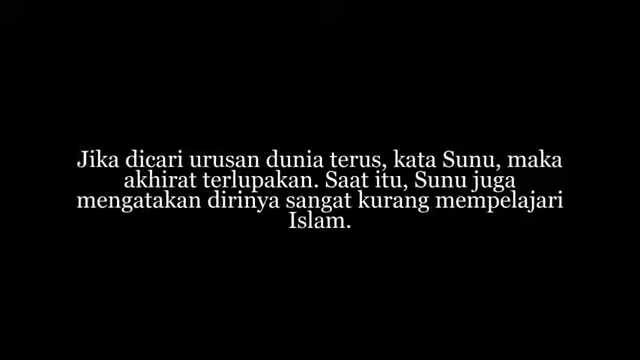 Jika dicari urusan dunia terus, kata Sunu, maka
akhirat terlupakan. Saat itu, Sunu juga
mengatakan dirinya sangat kurang mempelajari
Islam.